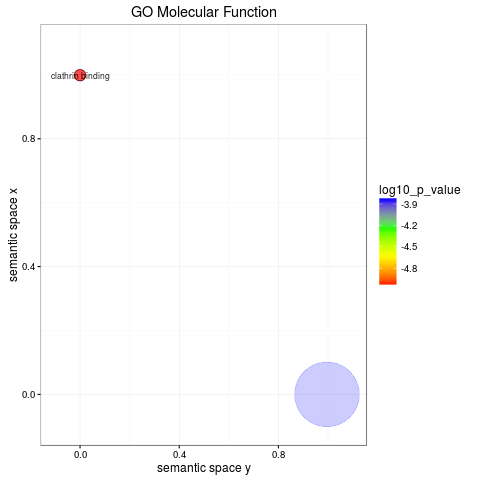 GO Molecular Function
clathrin binding
0.8
0.4
0.0
semantic space x
0.0
0.4
0.8
semantic space y
log10_p_value
-3.9
-4.2
-4.5
-4.8